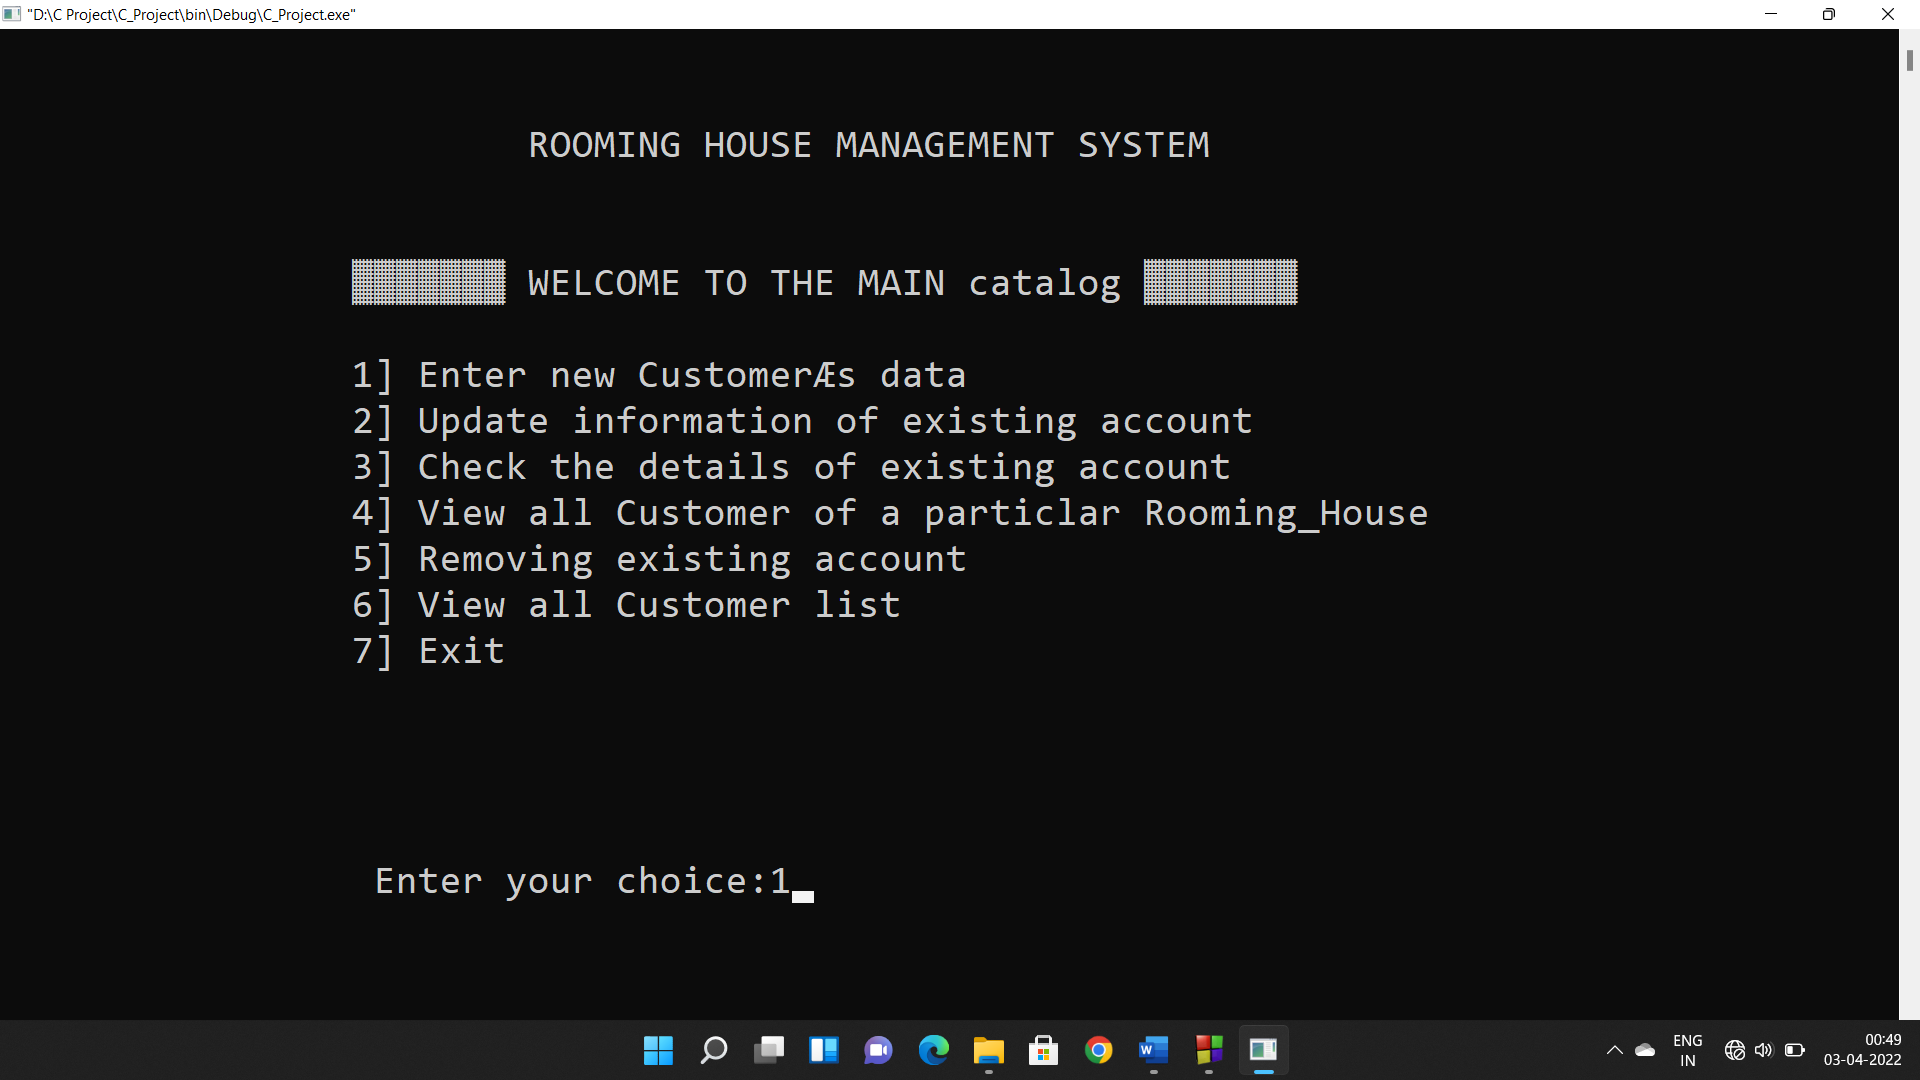 "D:\C Project\C_Project\bin\Debug\C_Project.exe"
ROOMING HOUSE MANAGEMENT SYSTEM
▓▓▓▓▓▓▓ WELCOME TO THE MAIN catalog ▓▓▓▓▓▓▓
1] Enter new CustomerÆs data
2] Update information of existing account
3] Check the details of existing account
4] View all Customer of a particlar Rooming_House
5] Removing existing account
6] View all Customer list
7] Exit
Enter your choice:1
ENG
IN
00:49
03-04-2022